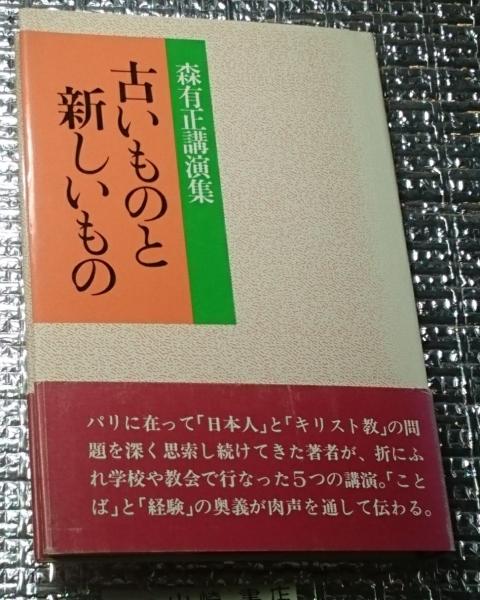 森有正講演集
古いものと
新しいもの
パリに在って「日本人」と「キリスト教」の問
題を深く思索し続けてきた著者が、折にふ
れ学校や教会で行なった5つの講演。「こと
ば」と「経験」の奥義が肉声を通して伝わる。